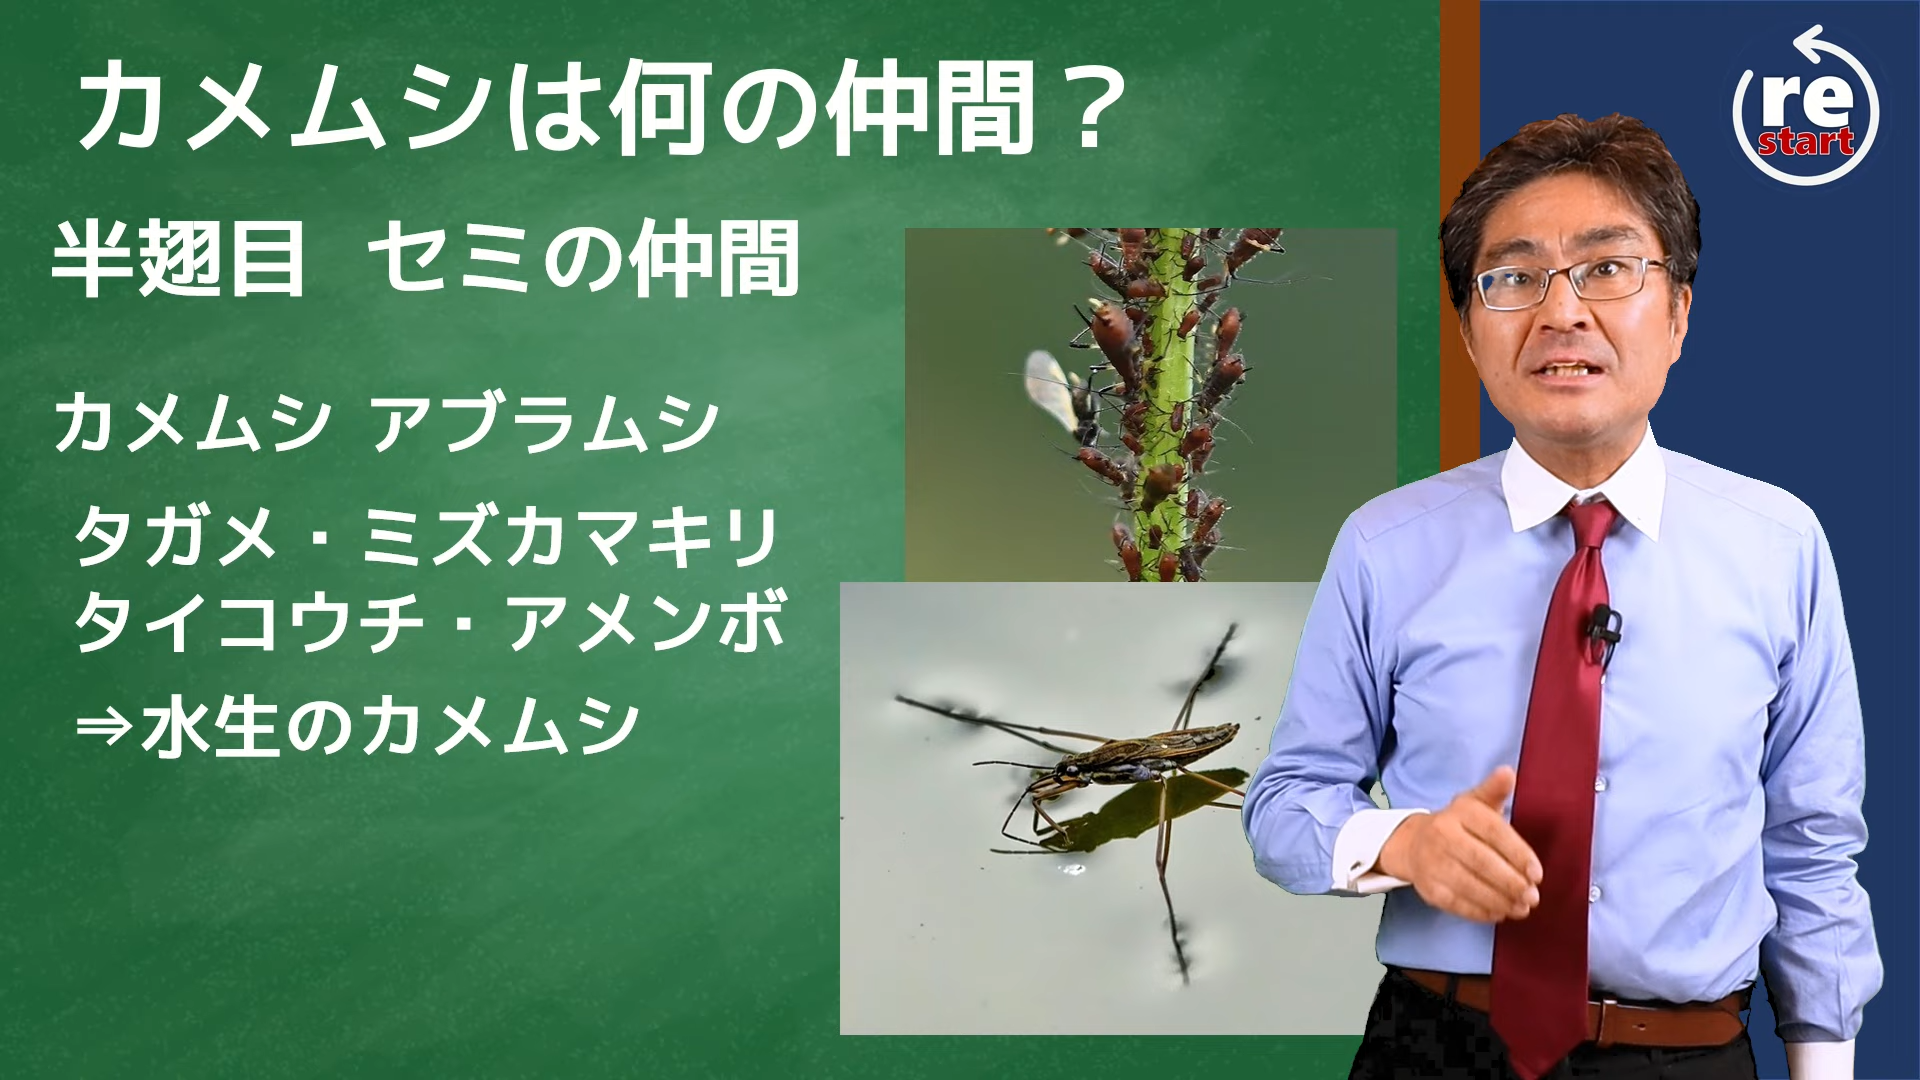 カメムシは何の仲間？
半翅目 セミの仲間
カメムシ アブラムシ
タガメ・ミズカマキリ
タイコウチ・アメンボ
⇒水生のカメムシ
re
start